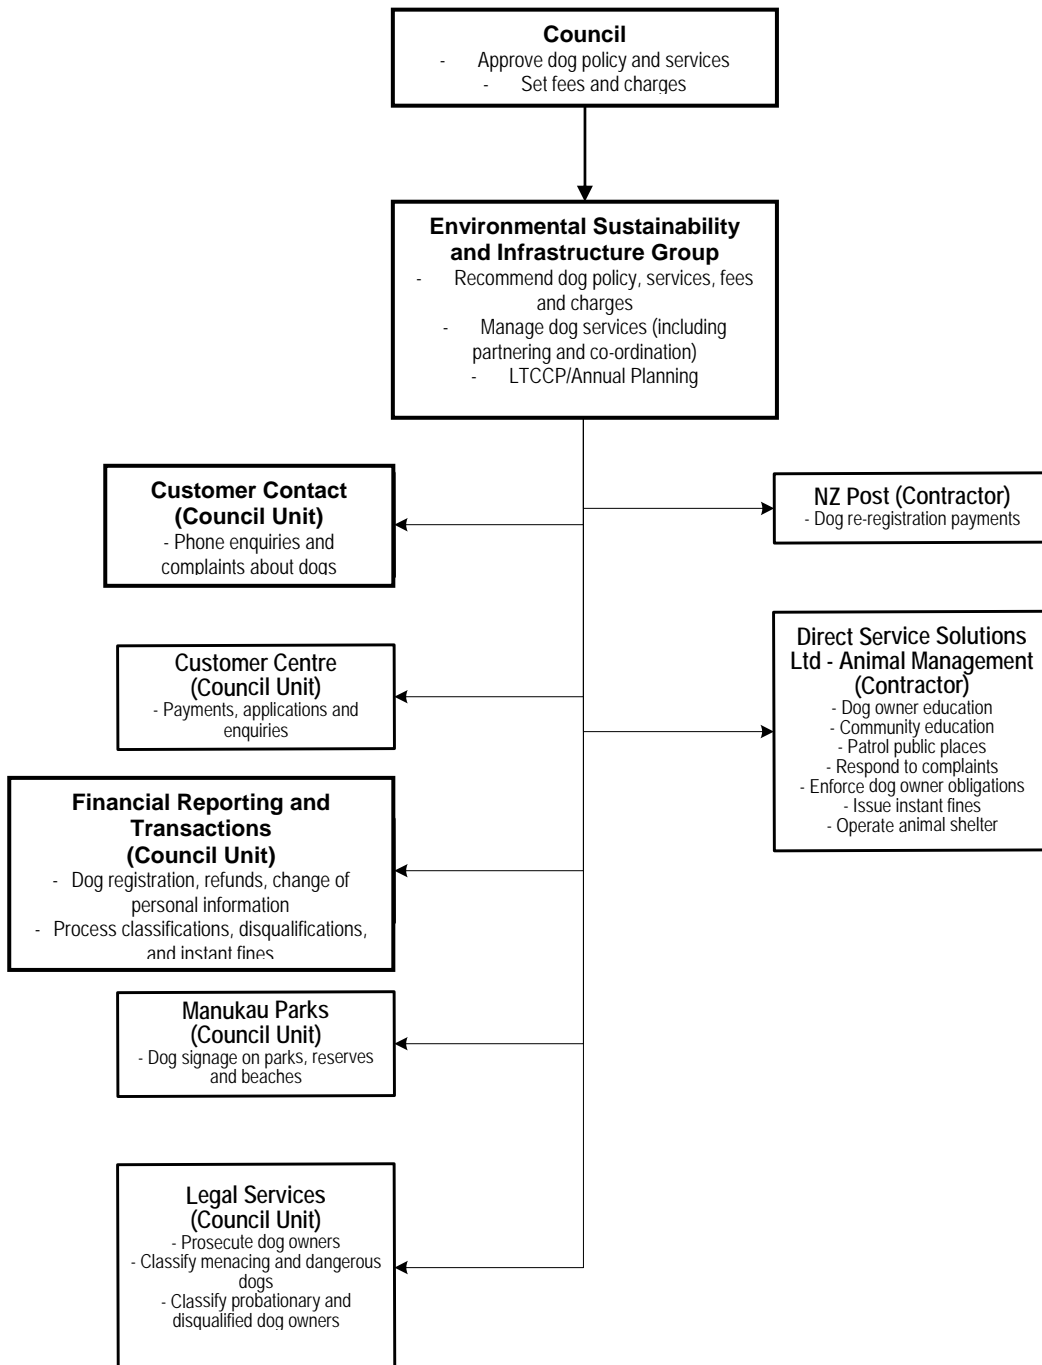 Council
- Approve dog policy and services
- Set fees and charges
Environmental Sustainability
and Infrastructure Group
- Recommend dog policy, services, fees
and charges
- Manage dog services (including
partnering and co-ordination)
- LTCCP/Annual Planning
Customer Contact
(Council Unit)
- Phone enquiries and
complaints about dogs
NZ Post (Contractor)
- Dog re-registration payments
Customer Centre
(Council Unit)
- Payments, applications and
enquiries
Direct Service Solutions
Ltd - Animal Management
(Contractor)
- Dog owner education
- Community education
- Patrol public places
- Respond to complaints
- Enforce dog owner obligations
- Issue instant fines
- Operate animal shelter
Financial Reporting and
Transactions
(Council Unit)
- Dog registration, refunds, change of
personal information
- Process classifications, disqualifications,
and instant fines
Manukau Parks
(Council Unit)
- Dog signage on parks, reserves
and beaches
Legal Services
(Council Unit)
- Prosecute dog owners
- Classify menacing and dangerous
dogs
- Classify probationary and
disqualified dog owners